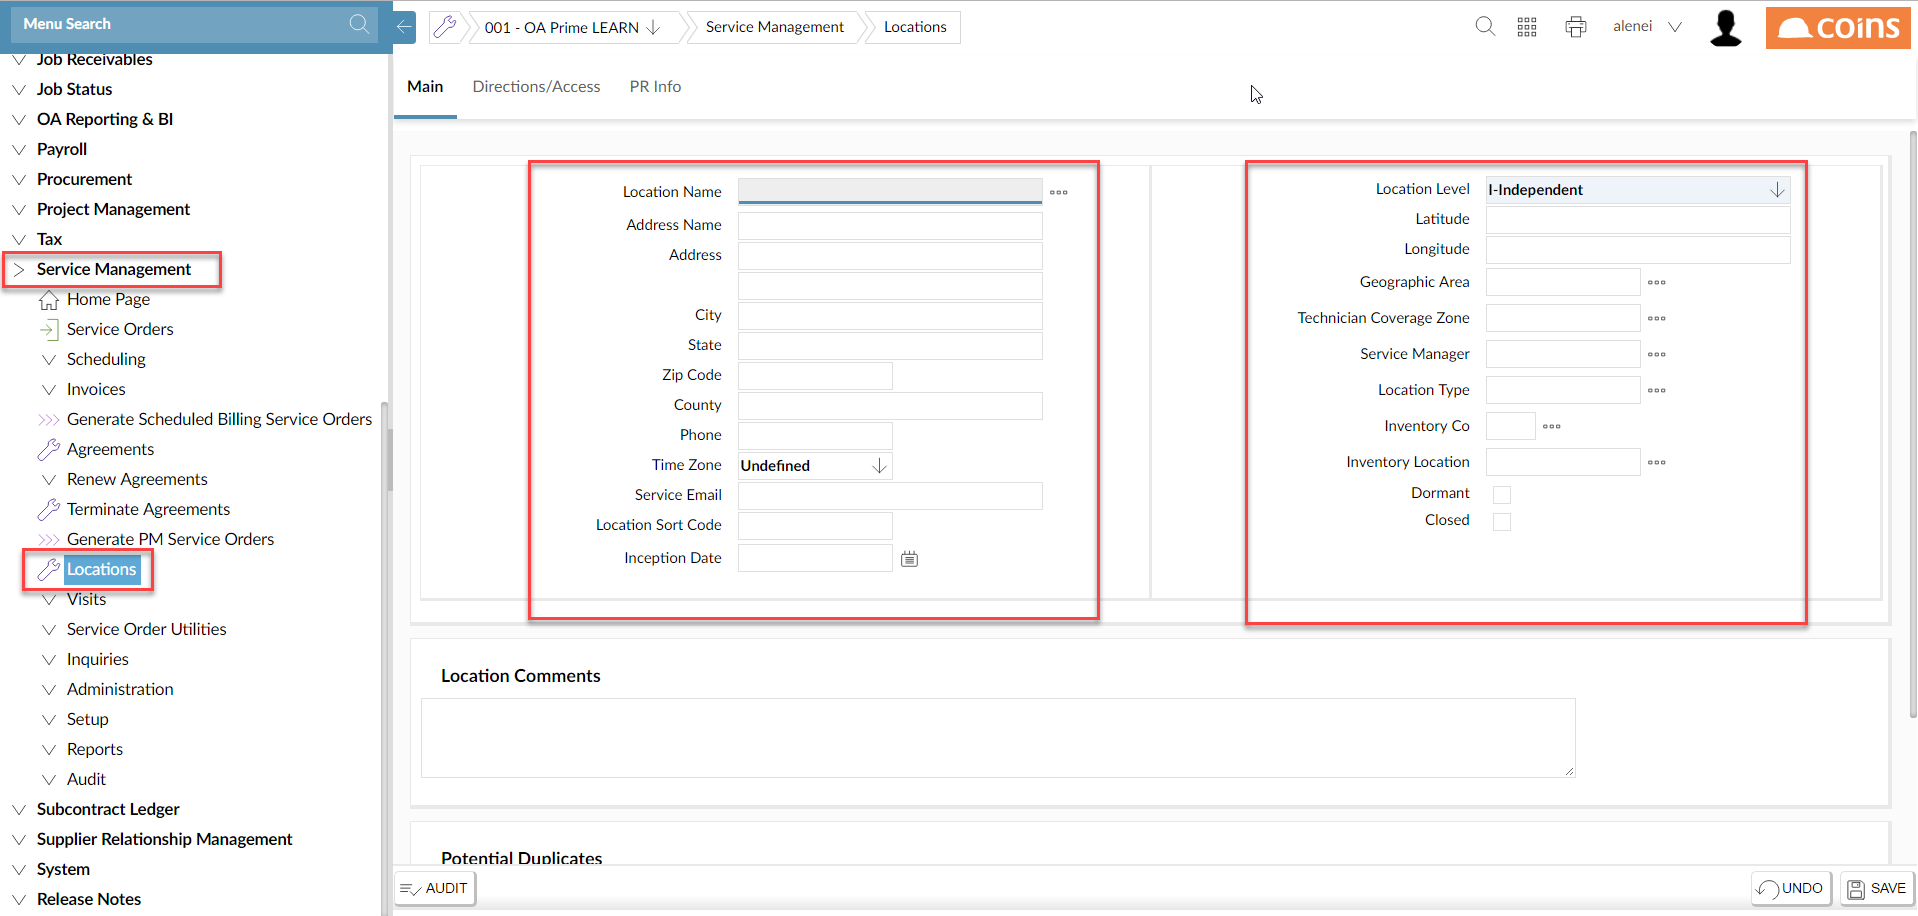 Menu Search
Job Receivables
Job Status
OA Reporting & BI
Payroll
Procurement
Project Management
Tax
Service Management
Home Page
Service Orders
Scheduling
Invoices
Generate Scheduled Billing Service Orders
Agreements
Renew Agreements
Terminate Agreements
Generate PM Service Orders
Locations
Visits
Service Order Utilities
Inquiries
Administration
Setup
Reports
Audit
Subcontract Ledger
Supplier Relationship Management
System
Release Notes
001 - OA Prime LEARN
Service Management
Locations
alenei
coins
Main
Directions/Access
PR Info
Location Name
Address Name
Address
City
State
Zip Code
County
Phone
Time Zone Undefined
Service Email
Location Sort Code
Inception Date
Location Level I-Independent
Latitude
Longitude
Geographic Area
Technician Coverage Zone
Service Manager
Location Type
Inventory Co
Inventory Location
Dormant
Closed
Location Comments
Potential Duplicates
AUDIT
UNDO
SAVE